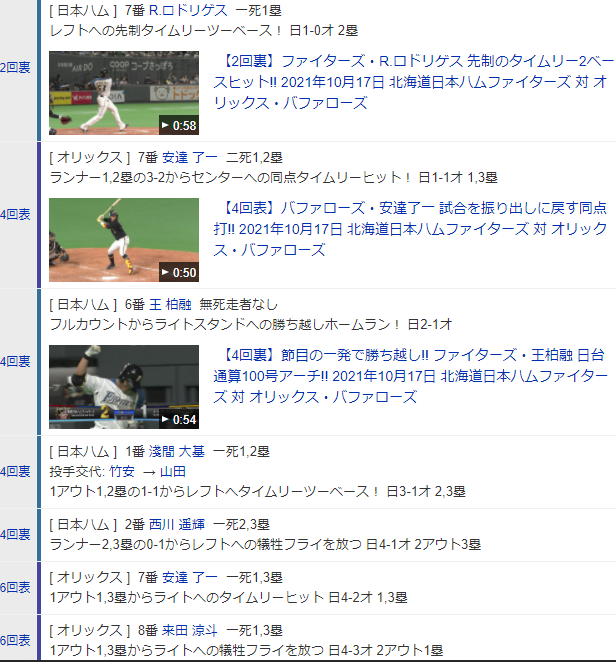 [ 日本ハム ] 7番 R.ロドリゲス 一死1塁
レフトへの先制タイムリーツーベース！ 日1-0オ 2塁
2回裏
【2回裏】ファイターズ・R.ロドリゲス 先制のタイムリー2ベー
スヒット!! 2021年10月17日 北海道日本ハムファイターズ 対 オ
リックス・バファローズ
AIR DO
COOP コープさっぽろ
0:58
[ オリックス ] 7番 安達 了一 二死1,2塁
ランナー1,2塁の3-2からセンターへの同点タイムリーヒット！ 日1-1オ 1,3塁
4回表
【4回表】バファローズ・安達了一 試合を振り出しに戻す同点
打!! 2021年10月17日 北海道日本ハムファイターズ 対 オリック
ス・バファローズ
0:50
[ 日本ハム ] 6番 王 柏融 無死走者なし
フルカウントからライトスタンドへの勝ち越しホームラン！ 日2-1オ
4回裏
【4回裏】節目の一発で勝ち越し!! ファイターズ・王柏融 日台
通算100号アーチ!! 2021年10月17日 北海道日本ハムファイター
ズ 対 オリックス・バファローズ
2
0:54
[ 日本ハム ] 1番 淺間 大基 一死1,2塁
4回裏
投手交代: 竹安 → 山田
1アウト1,2塁の1-1からレフトへタイムリーツーベース！ 日3-1オ 2,3塁
[ 日本ハム ] 2番 西川 遥輝 一死2,3塁
4回裏
ランナー2,3塁の0-1からレフトへの犠牲フライを放つ 日4-1オ 2アウト3塁
[ オリックス ] 7番 安達 了一 一死1,3塁
6回表
1アウト1,3塁からライトへのタイムリーヒット 日4-2オ 1,3塁
[ オリックス ] 8番 来田 涼斗 一死1,3塁
6回表
1アウト1,3塁からライトへの犠牲フライを放つ 日4-3オ 2アウト1塁